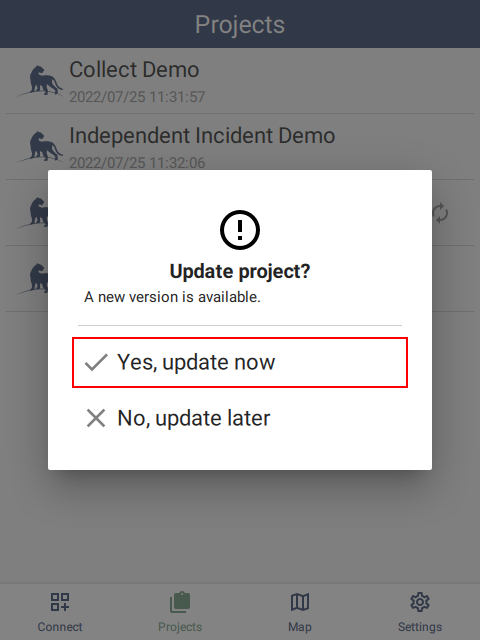 Projects
Collect Demo
2022/07/25 11:31:57
Independent Incident Demo
2022/07/25 11:32:06
Update project?
A new version is available.
Yes, update now
No, update later
Connect
Projects
Map
Settings